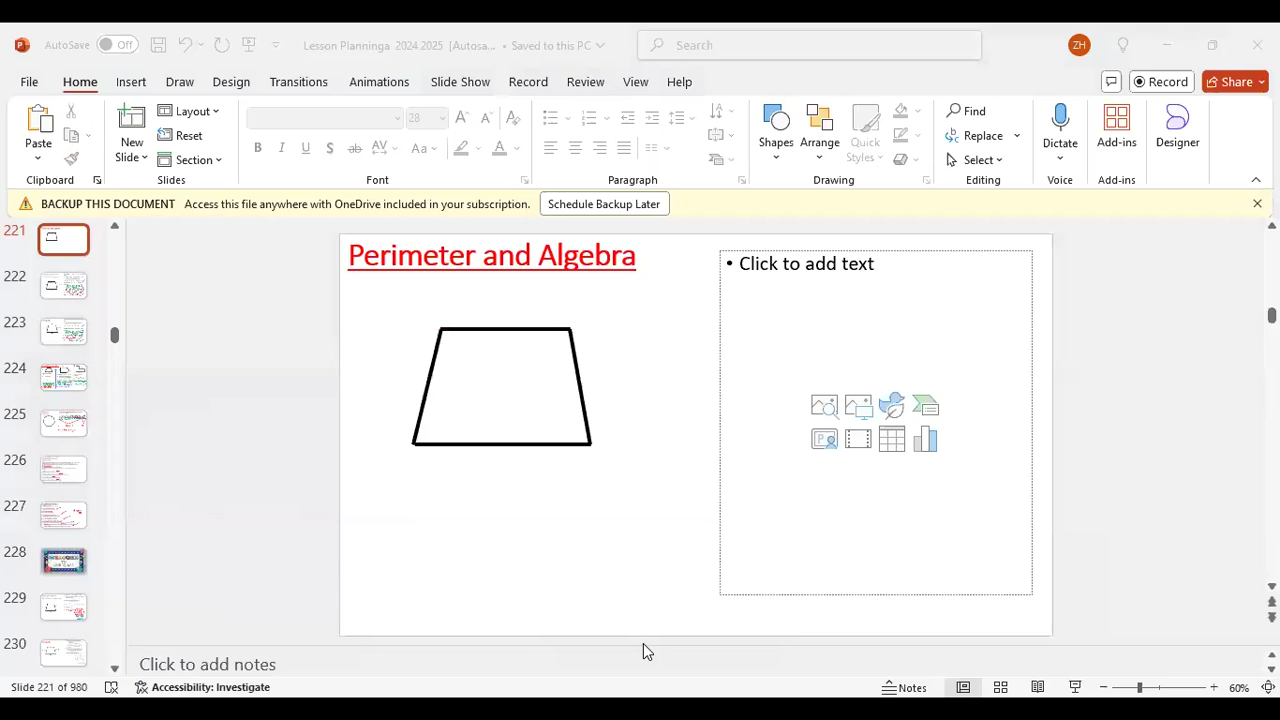 AutoSave Off Lesson Planninga 2024 2025 [Autosa... • Saved to this PC Search ZH
File Home Insert Draw Design Transitions Animations Slide Show Record Review View Help Record Share
Paste
New Slide
Layout
Reset
Section
28
B I U S ab AV Aa A
Shapes Arrange Quick Styles
Find
Replace
Select
Dictate Add-ins Designer
Clipboard Slides Font Paragraph Drawing Editing Voice Add-ins
BACKUP THIS DOCUMENT Access this file anywhere with OneDrive included in your subscription. Schedule Backup Later
221
222
223
224
225
226
227
228
229
230
Perimeter and Algebra
• Click to add text
Click to add notes
Slide 221 of 980 Accessibility: Investigate Notes 60%